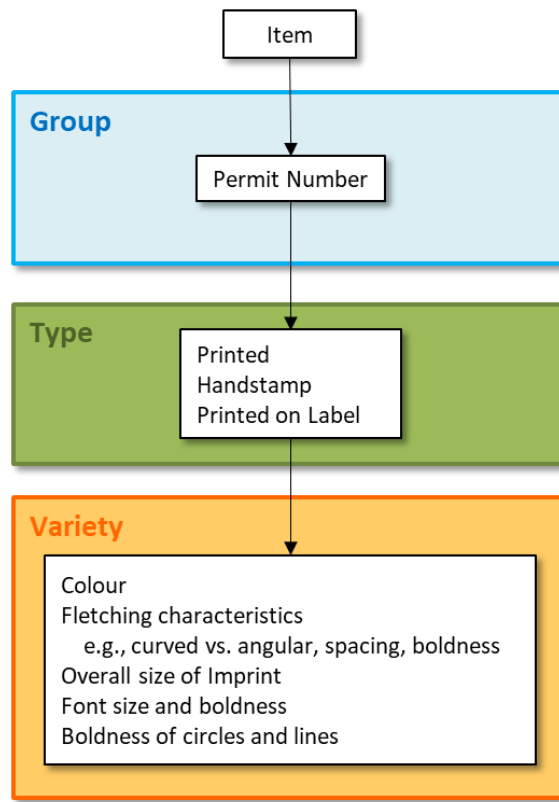 Item
Group
Permit Number
Type
Printed
Handstamp
Printed on Label
Variety
Colour
Fletching characteristics
e.g., curved vs. angular, spacing, boldness
Overall size of Imprint
Font size and boldness
Boldness of circles and lines